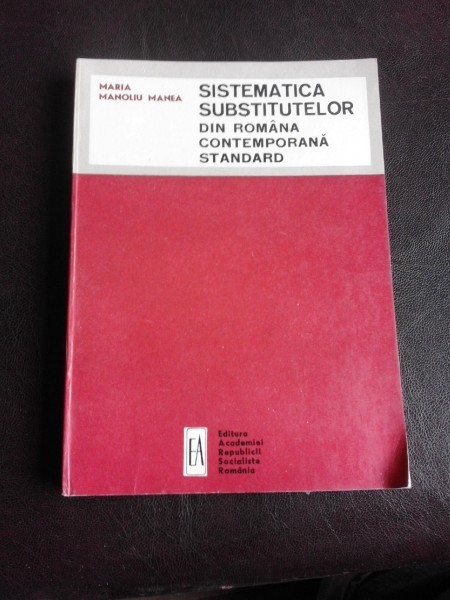 MARIA
MANOLIU MANEA
SISTEMATICA
SUBSTITUTELOR
DIN ROMÂNA
CONTEMPORANĂ
STANDARD
EA
Editura
Academiei
Republicii
Socialiste
România